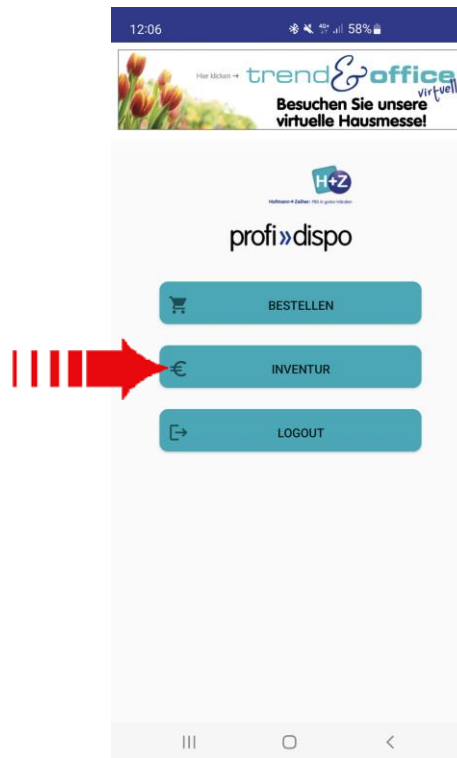 12:06 58%
Hier klicken → trend & office
virtuell
Besuchen Sie unsere
virtuelle Hausmesse!
H+Z
profi»dispo
BESTELLEN
€ INVENTUR
LOGOUT